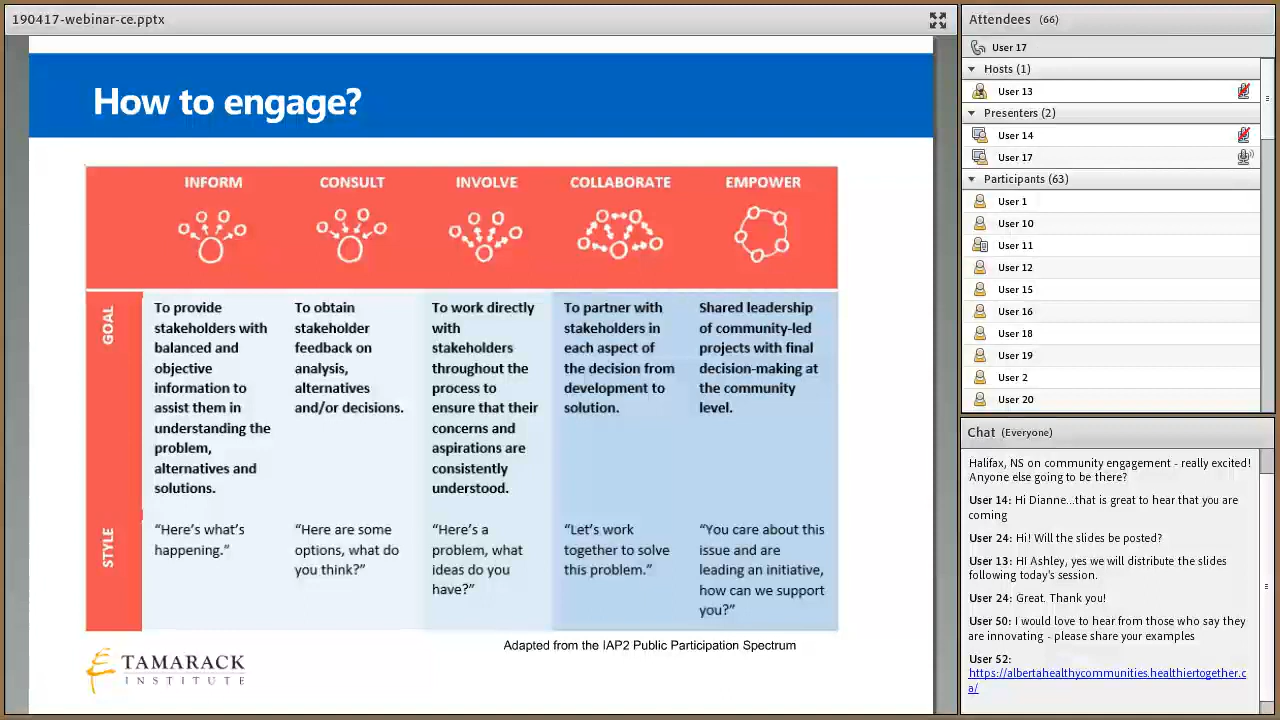 190417-webinar-ce.pptx
How to engage?
INFORM
CONSULT
INVOLVE
COLLABORATE
EMPOWER
GOAL
To provide
stakeholders with
balanced and
objective
information to
assist them in
understanding the
problem,
alternatives and
solutions.
To obtain
stakeholder
feedback on
analysis,
alternatives
and/or decisions.
To work directly
with
stakeholders
throughout the
process to
ensure that their
concerns and
aspirations are
consistently
understood.
To partner with
stakeholders in
each aspect of
the decision from
development to
solution.
Shared leadership
of community-led
projects with final
decision-making at
the community
level.
STYLE
“Here’s what’s
happening.”
“Here are some
options, what do
you think?”
“Here’s a
problem, what
ideas do you
have?”
“Let’s work
together to solve
this problem.”
“You care about this
issue and are
leading an initiative,
how can we support
you?”
Adapted from the IAP2 Public Participation Spectrum
TAMARACK
INSTITUTE
Attendees (66)
User 17
Hosts (1)
User 13
Presenters (2)
User 14
User 17
Participants (63)
User 1
User 10
User 11
User 12
User 15
User 16
User 18
User 19
User 2
User 20
Chat (Everyone)
Halifax, NS on community engagement - really excited!
Anyone else going to be there?
User 14: Hi Dianne...that is great to hear that you are
coming
User 24: Hi! Will the slides be posted?
User 13: HI Ashley, yes we will distribute the slides
following today's session.
User 24: Great. Thank you!
User 50: I would love to hear from those who say they
are innovating - please share your examples
User 52:
https://albertahealthycommunities.healthiertogether.c
a/